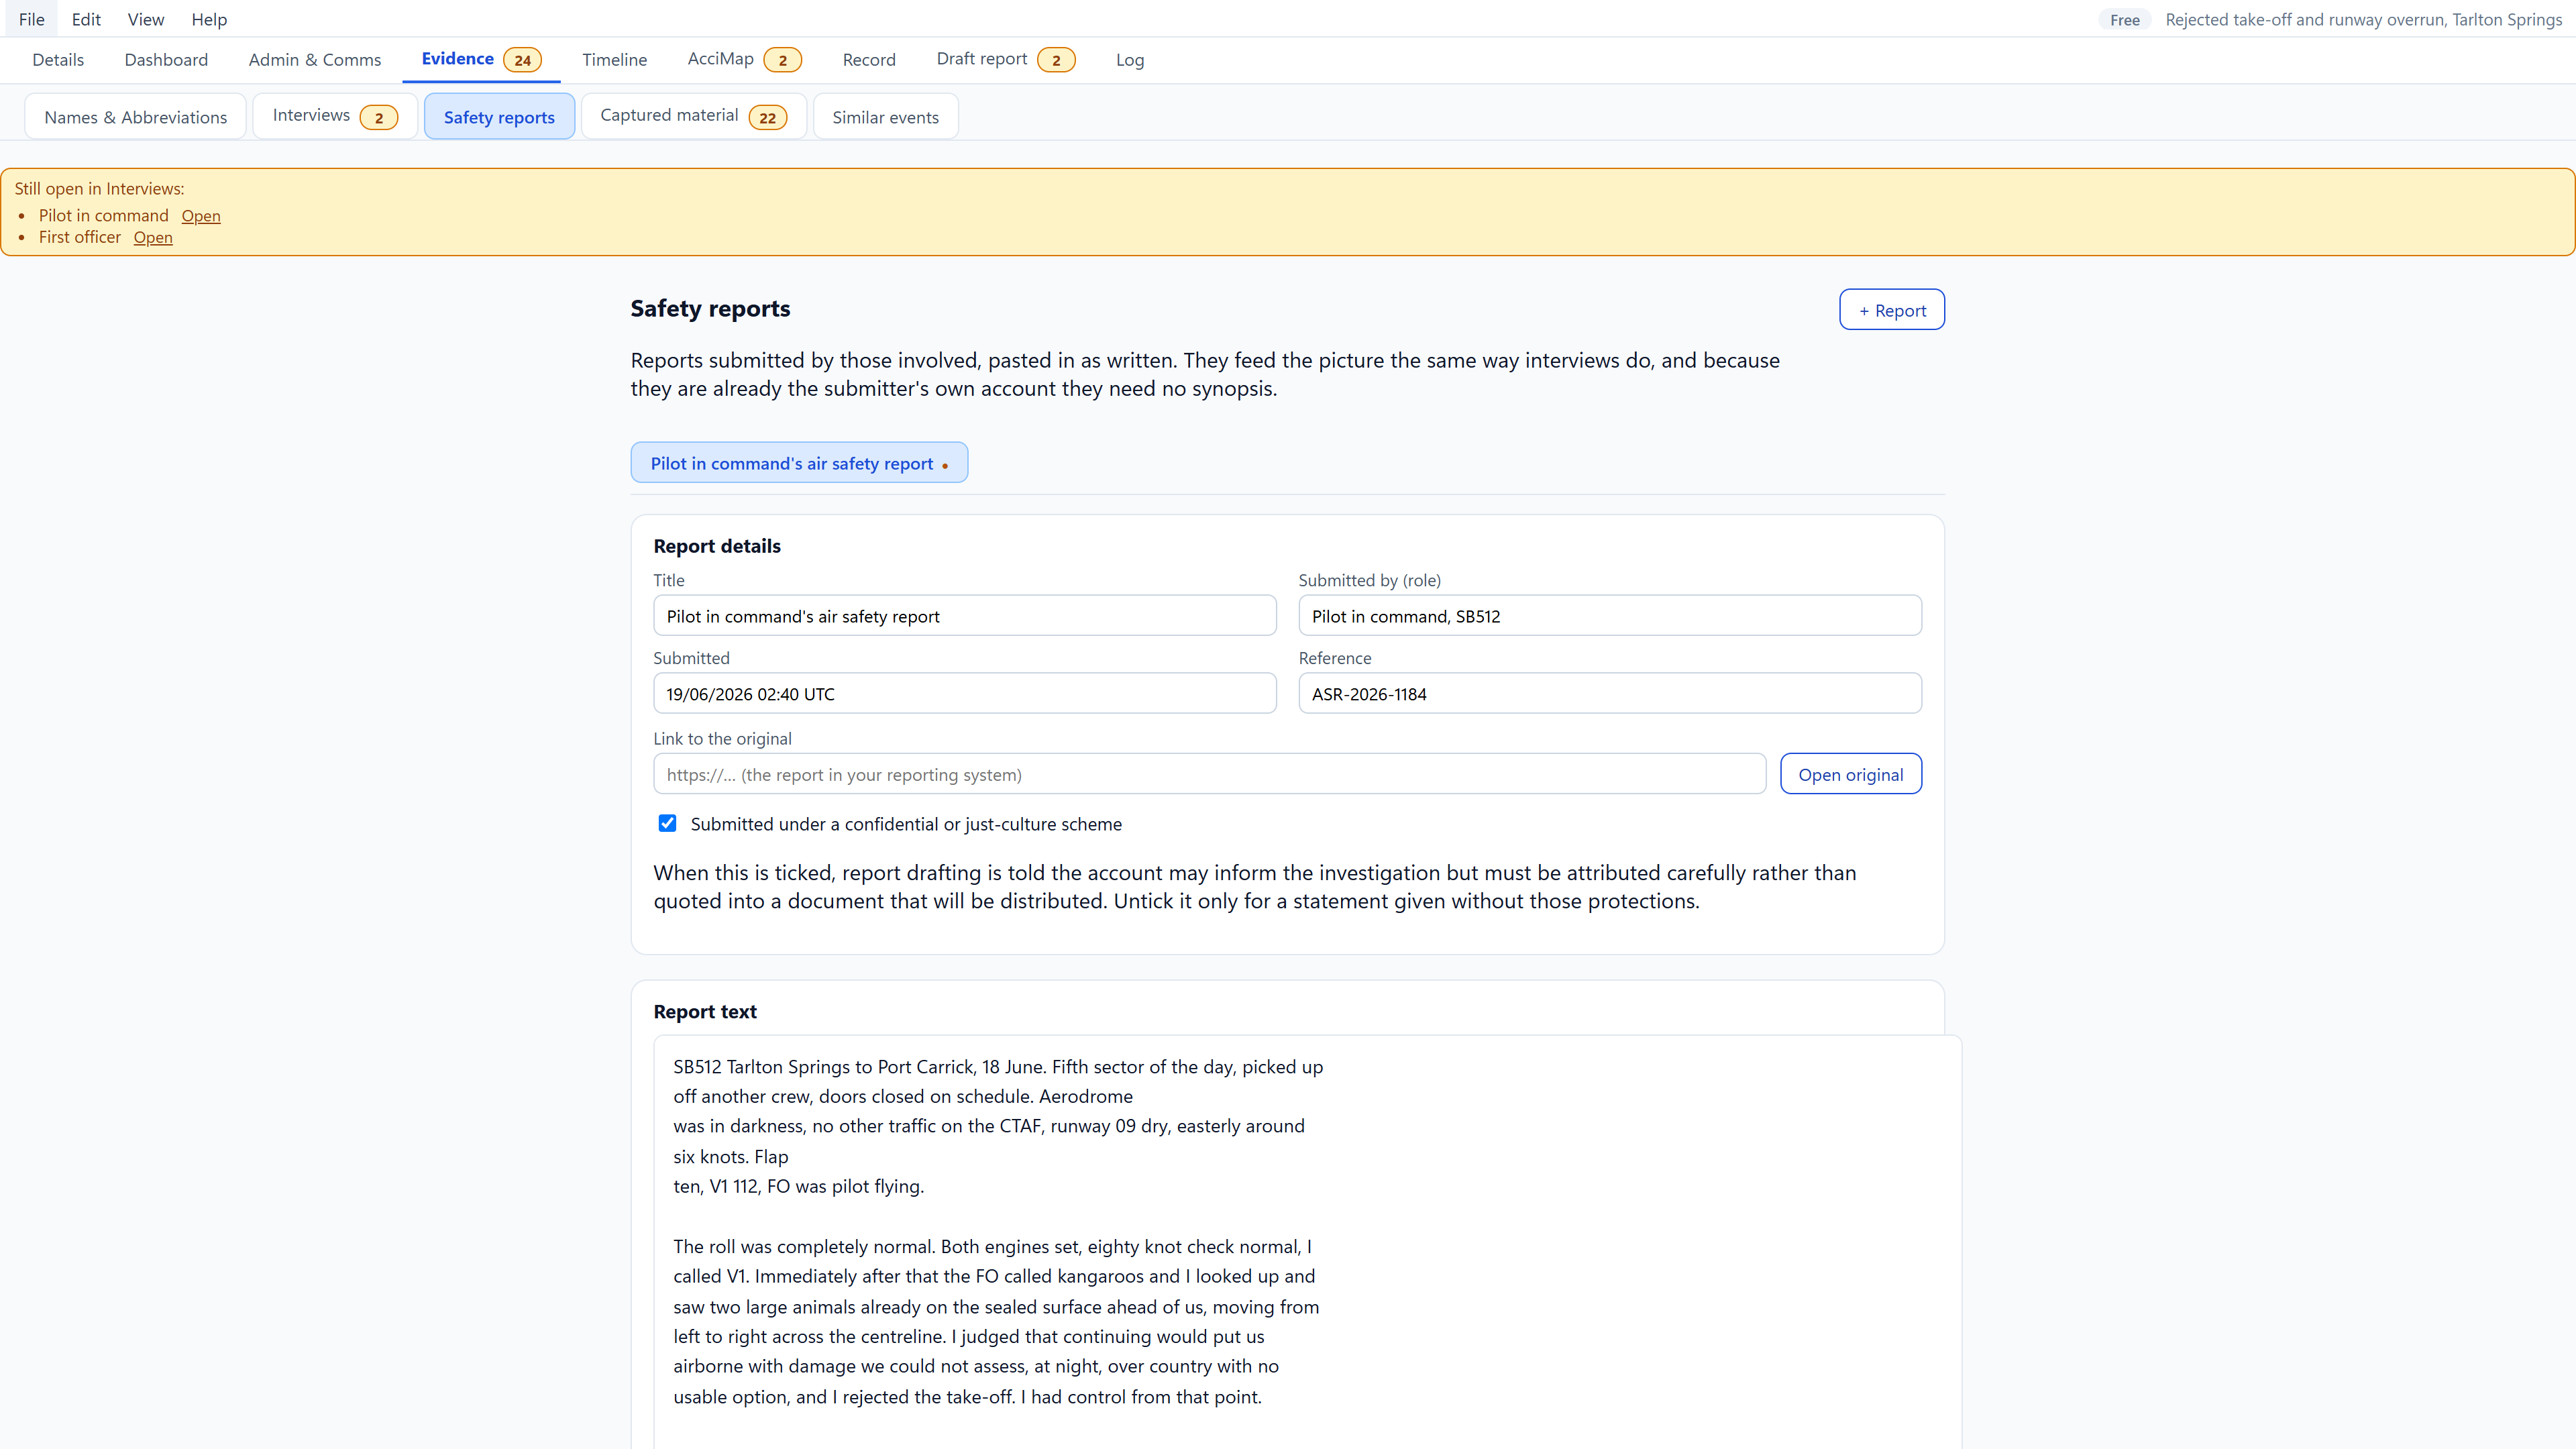 File Edit View Help Free Rejected take-off and runway overrun, Tarlton Springs
Details Dashboard Admin & Comms Evidence 24 Timeline AcciMap 2 Record Draft report 2 Log
Names & Abbreviations Interviews 2 Safety reports Captured material 22 Similar events
Still open in Interviews:
• Pilot in command Open
• First officer Open
Safety reports + Report
Reports submitted by those involved, pasted in as written. They feed the picture the same way interviews do, and because
they are already the submitter's own account they need no synopsis.
Pilot in command's air safety report •
Report details
Title Submitted by (role)
Pilot in command's air safety report Pilot in command, SB512
Submitted Reference
19/06/2026 02:40 UTC ASR-2026-1184
Link to the original
https://... (the report in your reporting system) Open original
Submitted under a confidential or just-culture scheme
When this is ticked, report drafting is told the account may inform the investigation but must be attributed carefully rather than
quoted into a document that will be distributed. Untick it only for a statement given without those protections.
Report text
SB512 Tarlton Springs to Port Carrick, 18 June. Fifth sector of the day, picked up
off another crew, doors closed on schedule. Aerodrome
was in darkness, no other traffic on the CTAF, runway 09 dry, easterly around
six knots. Flap
ten, V1 112, FO was pilot flying.
The roll was completely normal. Both engines set, eighty knot check normal, I
called V1. Immediately after that the FO called kangaroos and I looked up and
saw two large animals already on the sealed surface ahead of us, moving from
left to right across the centreline. I judged that continuing would put us
airborne with damage we could not assess, at night, over country with no
usable option, and I rejected the take-off. I had control from that point.